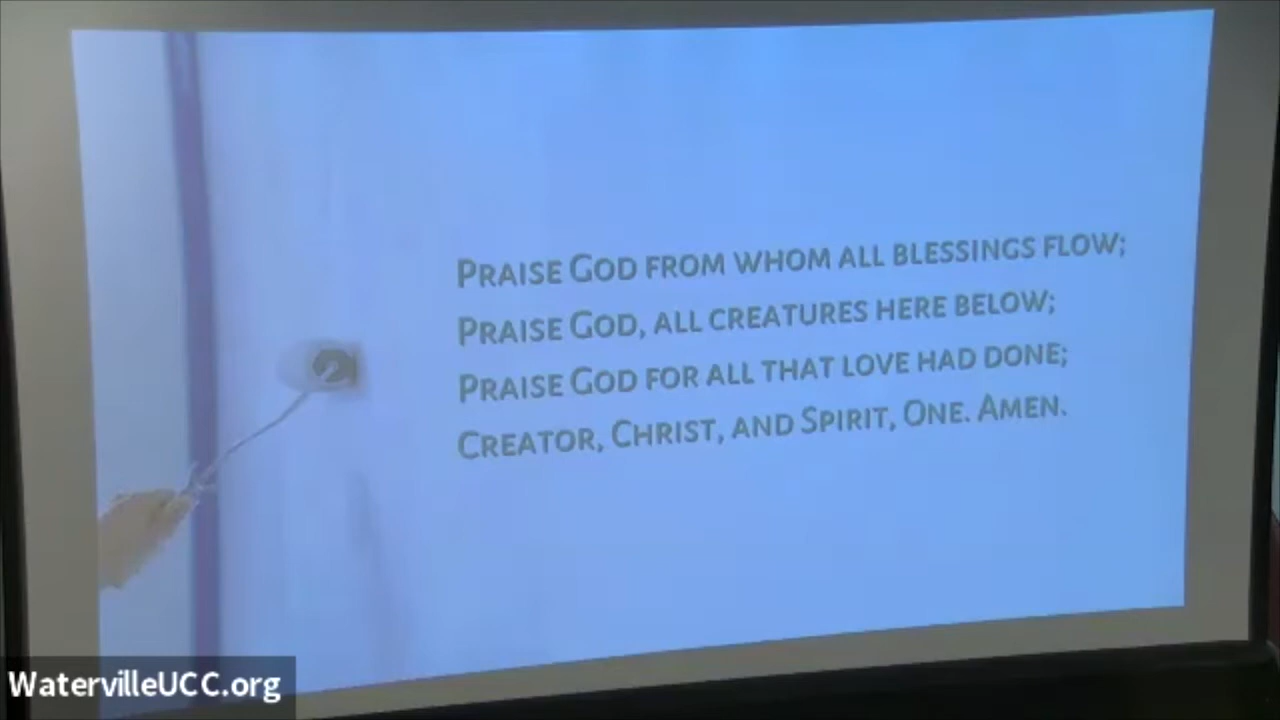 Praise God from whom all blessings flow;
Praise God, all creatures here below;
Praise God for all that love had done;
Creator, Christ, and Spirit, One. Amen.
WatervilleUCC.org